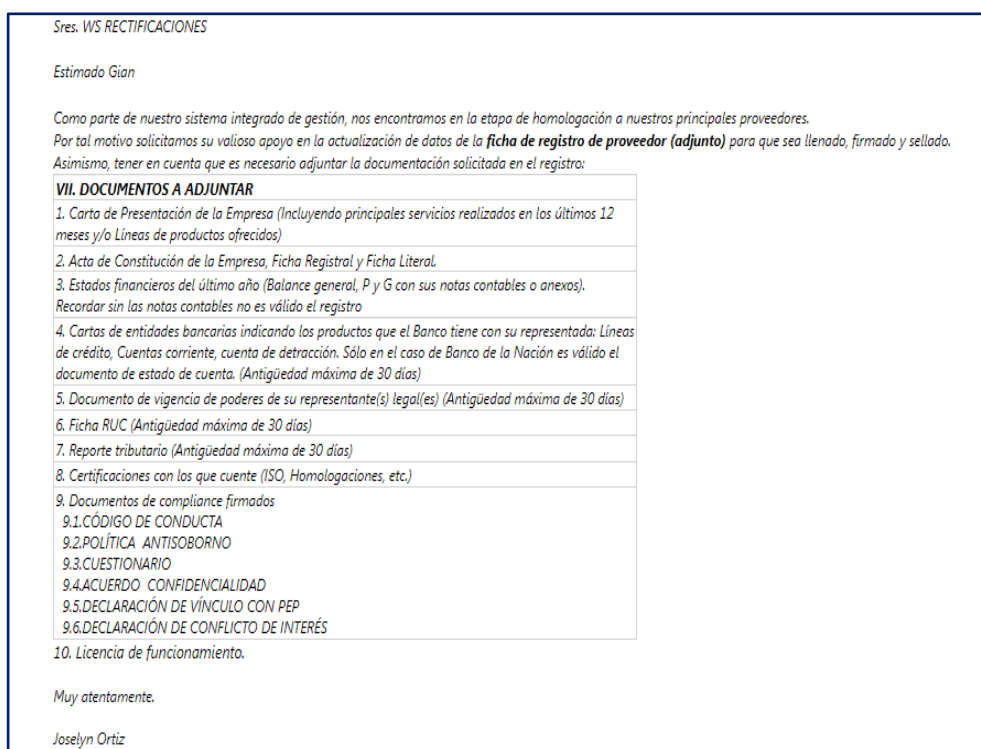 Sres. WS RECTIFICACIONES
Estimado Gian
Como parte de nuestro sistema integrado de gestión, nos encontramos en la etapa de homologación a nuestros principales proveedores.
Por tal motivo solicitamos su valioso apoyo en la actualización de datos de la ficha de registro de proveedor (adjunto) para que sea llenado, firmado y sellado.
Asimismo, tener en cuenta que es necesario adjuntar la documentación solicitada en el registro:
VII. DOCUMENTOS A ADJUNTAR
1. Carta de Presentación de la Empresa (Incluyendo principales servicios realizados en los últimos 12
meses y/o Líneas de productos ofrecidos)
2. Acta de Constitución de la Empresa, Ficha Registral y Ficha Literal.
3. Estados financieros del último año (Balance general, P y G con sus notas contables o anexos).
Recordar sin las notas contables no es válido el registro
4. Cartas de entidades bancarias indicando los productos que el Banco tiene con su representada: Líneas
de crédito, Cuentas corriente, cuenta de detracción. Sólo en el caso de Banco de la Nación es válido el
documento de estado de cuenta. (Antigüedad máxima de 30 días)
5. Documento de vigencia de poderes de su representante(s) legal(es) (Antigüedad máxima de 30 días)
6. Ficha RUC (Antigüedad máxima de 30 días)
7. Reporte tributario (Antigüedad máxima de 30 días)
8. Certificaciones con los que cuente (ISO, Homologaciones, etc.)
9. Documentos de compliance firmados
9.1.CÓDIGO DE CONDUCTA
9.2.POLÍTICA ANTISOBORNO
9.3.CUESTIONARIO
9.4.ACUERDO CONFIDENCIALIDAD
9.5.DECLARACIÓN DE VÍNCULO CON PEP
9.6.DECLARACIÓN DE CONFLICTO DE INTERÉS
10. Licencia de funcionamiento.
Muy atentamente.
Joselyn Ortiz